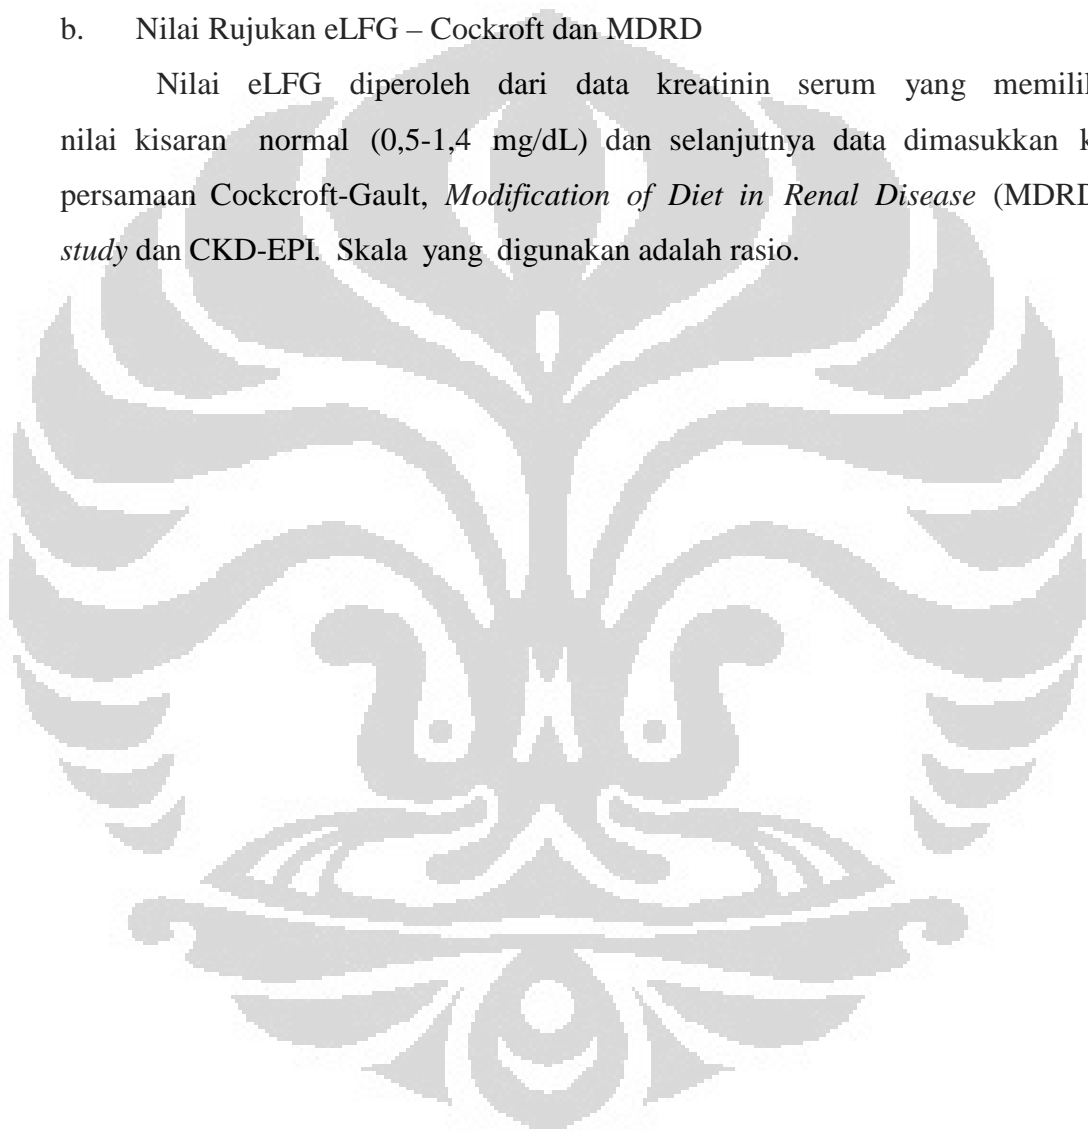 b. Nilai Rujukan eLFG – Cockroft dan MDRD
Nilai eLFG diperoleh dari data kreatinin serum yang memilil
nilai kisaran normal (0,5-1,4 mg/dL) dan selanjutnya data dimasukkan k
persamaan Cockcroft-Gault, Modification of Diet in Renal Disease (MDRD
study dan CKD-EPI. Skala yang digunakan adalah rasio.